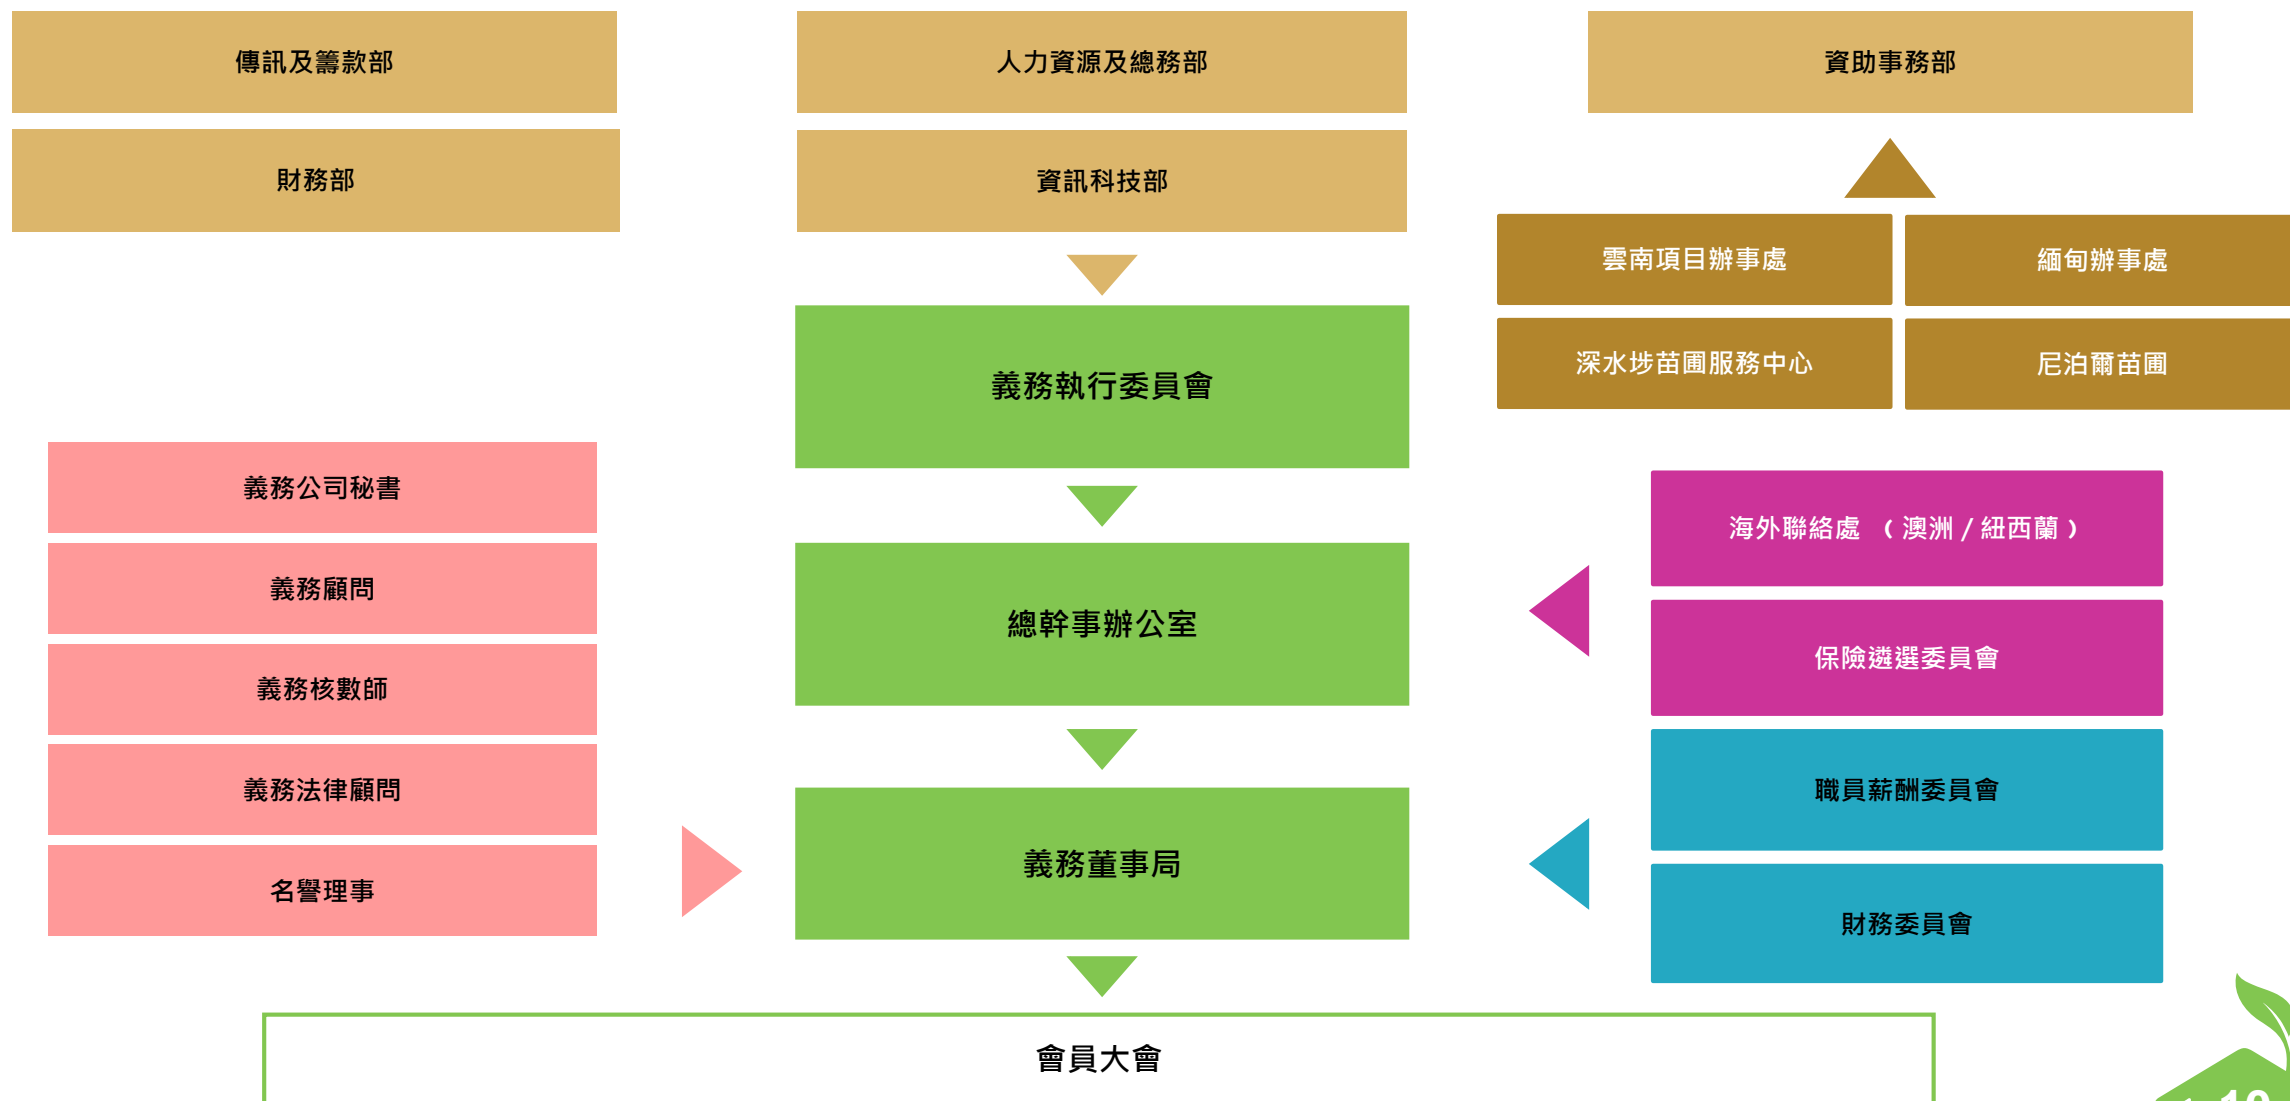 傳訊及籌款部
人力資源及總務部
資助事務部
財務部
資訊科技部
雲南項目辦事處
緬甸辦事處
深水埗苗圃服務中心
尼泊爾苗圃
義務執行委員會
義務公司秘書
義務顧問
義務核數師
義務法律顧問
名譽理事
海外聯絡處 （澳洲 / 紐西蘭）
保險遴選委員會
總幹事辦公室
職員薪酬委員會
財務委員會
義務董事局
會員大會